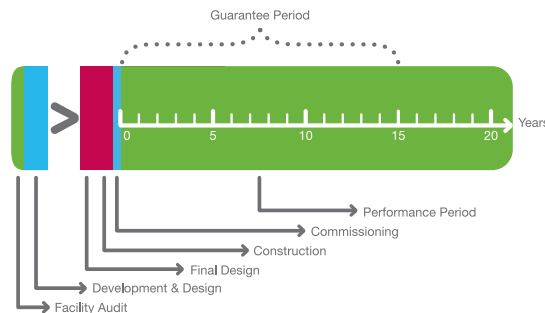 Guarantee Period
>
0 5 10 15 20 Years
Performance Period
Commissioning
Construction
Final Design
Development & Design
Facility Audit